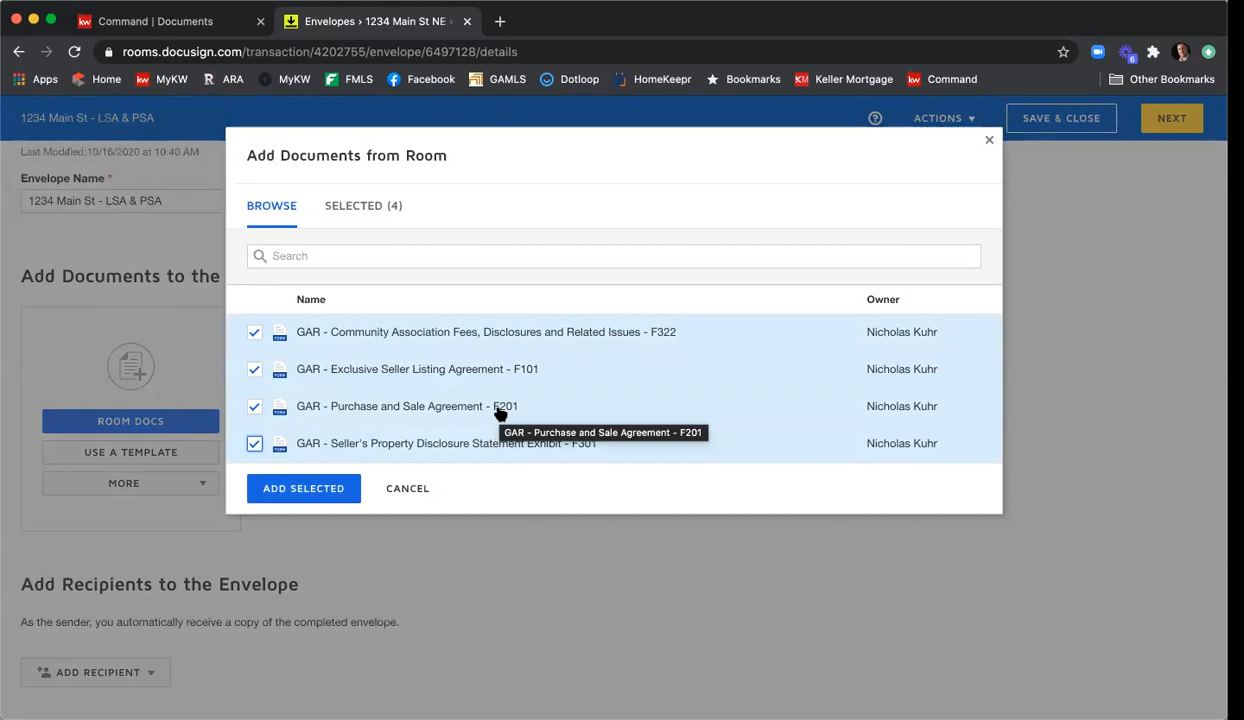 Command | Documents
Envelopes › 1234 Main St NE
rooms.docusign.com/transaction/4202755/envelope/6497128/details
6
Apps Home kw MyKW R ARA MyKW F FMLS Facebook GAMLS Dotloop HomeKeepr Bookmarks KM Keller Mortgage kw Command Other Bookmarks
1234 Main St - LSA & PSA
? ACTIONS SAVE & CLOSE NEXT
Last Modified:10/16/2020 at 10:40 AM
Envelope Name *
1234 Main St - LSA & PSA
Add Documents to the
ROOM DOCS
USE A TEMPLATE
MORE
Add Documents from Room
BROWSE SELECTED (4)
Search
Name Owner
GAR - Community Association Fees, Disclosures and Related Issues - F322 Nicholas Kuhr
GAR - Exclusive Seller Listing Agreement - F101 Nicholas Kuhr
GAR - Purchase and Sale Agreement - F201 Nicholas Kuhr
GAR - Purchase and Sale Agreement - F201
GAR - Seller's Property Disclosure Statement Exhibit - F301 Nicholas Kuhr
ADD SELECTED CANCEL
Add Recipients to the Envelope
As the sender, you automatically receive a copy of the completed envelope.
ADD RECIPIENT